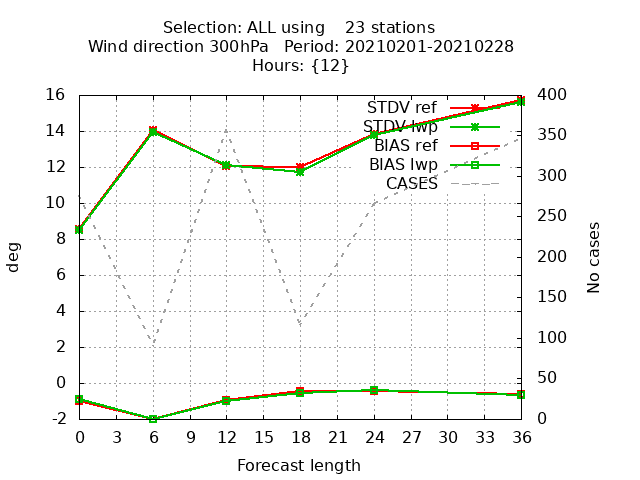 Selection: ALL using    23 stations
Wind direction 300hPa   Period: 20210201-20210228
Hours: {12}
16
14
12
10
8
6
4
2
0
-2
deg
STDV ref
STDV lwp
BIAS ref
BIAS lwp
CASES
400
350
300
250
200
150
100
50
0
No cases
0 3 6 9 12 15 18 21 24 27 30 33 36
Forecast length